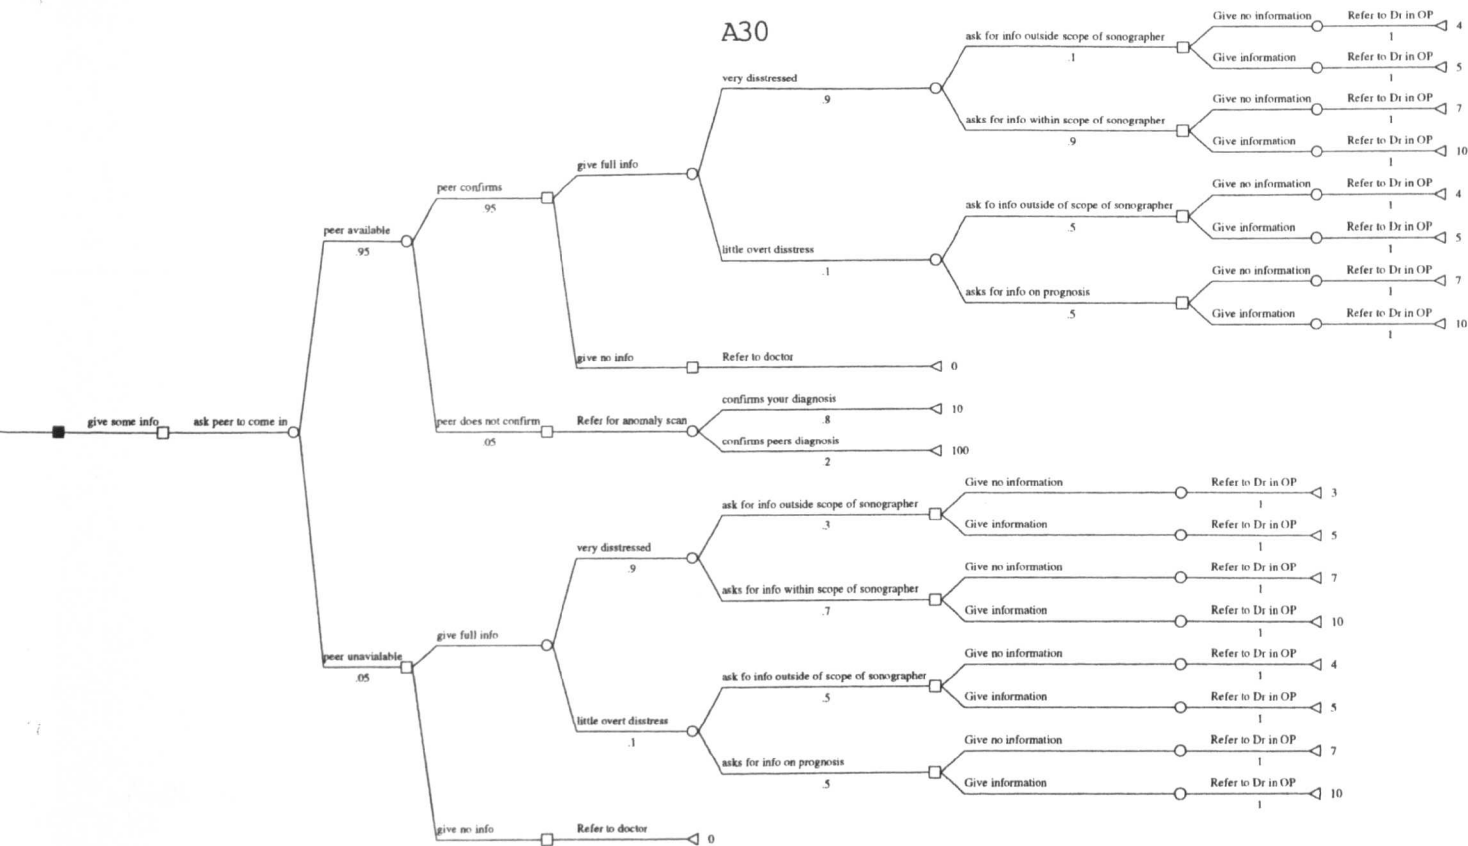 A30
give some info
ask peer to come in
peer available
.95
peer confirms
.95
give full info
very disstressed
.9
ask for info outside scope of sonographer
.1
Give no information
Refer to Dr in OP
1
4
Give information
Refer to Dr in OP
1
5
asks for info within scope of sonographer
.9
Give no information
Refer to Dr in OP
1
7
Give information
Refer to Dr in OP
1
10
little overt disstress
.1
ask fo info outside of scope of sonographer
.5
Give no information
Refer to Dr in OP
1
4
Give information
Refer to Dr in OP
1
5
asks for info on prognosis
.5
Give no information
Refer to Dr in OP
1
7
Give information
Refer to Dr in OP
1
10
give no info
Refer to doctor
0
peer does not confirm
.05
Refer for anomaly scan
confirms your diagnosis
.8
10
confirms peers diagnosis
.2
100
peer unavialable
.05
give full info
very disstressed
.9
ask for info outside scope of sonographer
.3
Give no information
Refer to Dr in OP
1
3
Give information
Refer to Dr in OP
1
5
asks for info within scope of sonographer
.7
Give no information
Refer to Dr in OP
1
7
Give information
Refer to Dr in OP
1
10
little overt disstress
.1
ask fo info outside of scope of sonographer
.5
Give no information
Refer to Dr in OP
1
4
Give information
Refer to Dr in OP
1
5
asks for info on prognosis
.5
Give no information
Refer to Dr in OP
1
7
Give information
Refer to Dr in OP
1
10
give no info
Refer to doctor
0